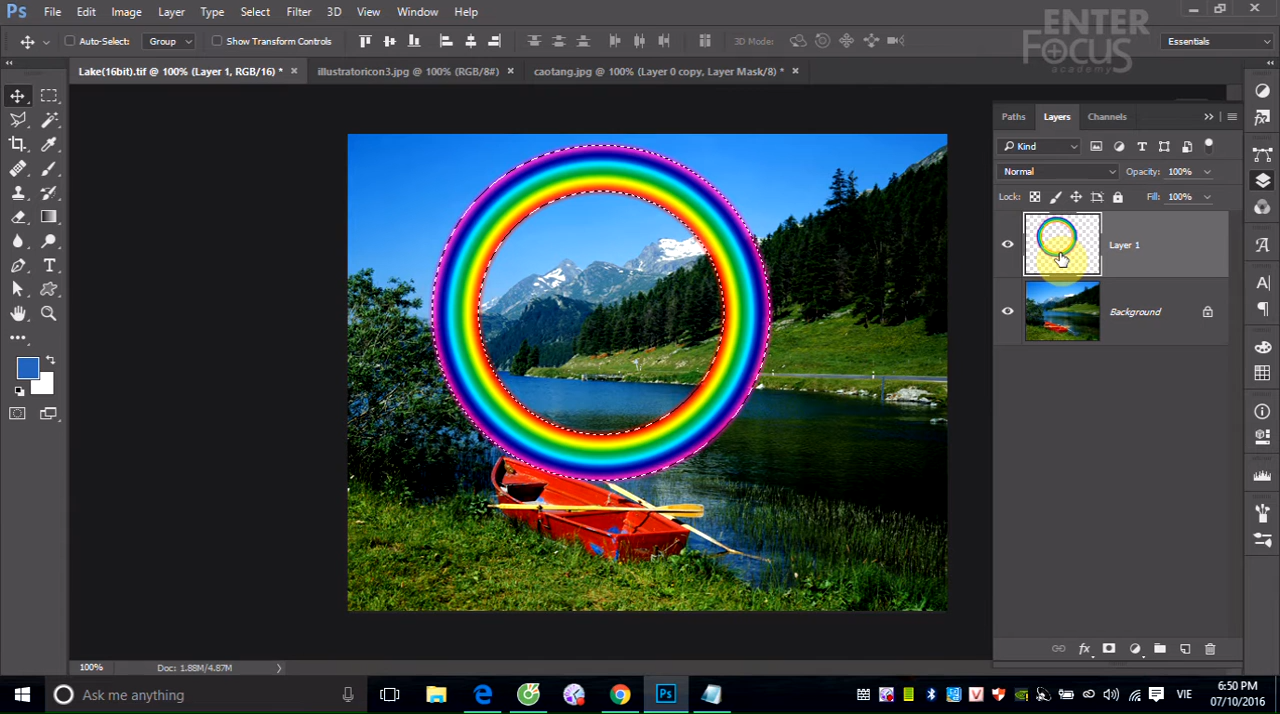 Ps File Edit Image Layer Type Select Filter 3D View Window Help
ENTER
FOCUS
academy
Auto-Select: Group Show Transform Controls 3D Mode: Essentials
Lake(16bit).tif @ 100% (Layer 1, RGB/16) * × illustratoricon3.jpg @ 100% (RGB/8#) × caotang.jpg @ 100% (Layer 0 copy, Layer Mask/8) * ×
Paths Layers Channels
Kind
Normal Opacity: 100%
Lock: Fill: 100%
Layer 1
Background
100% Doc: 1.88M/4.87M
Ask me anything
VIE
6:50 PM
07/10/2016